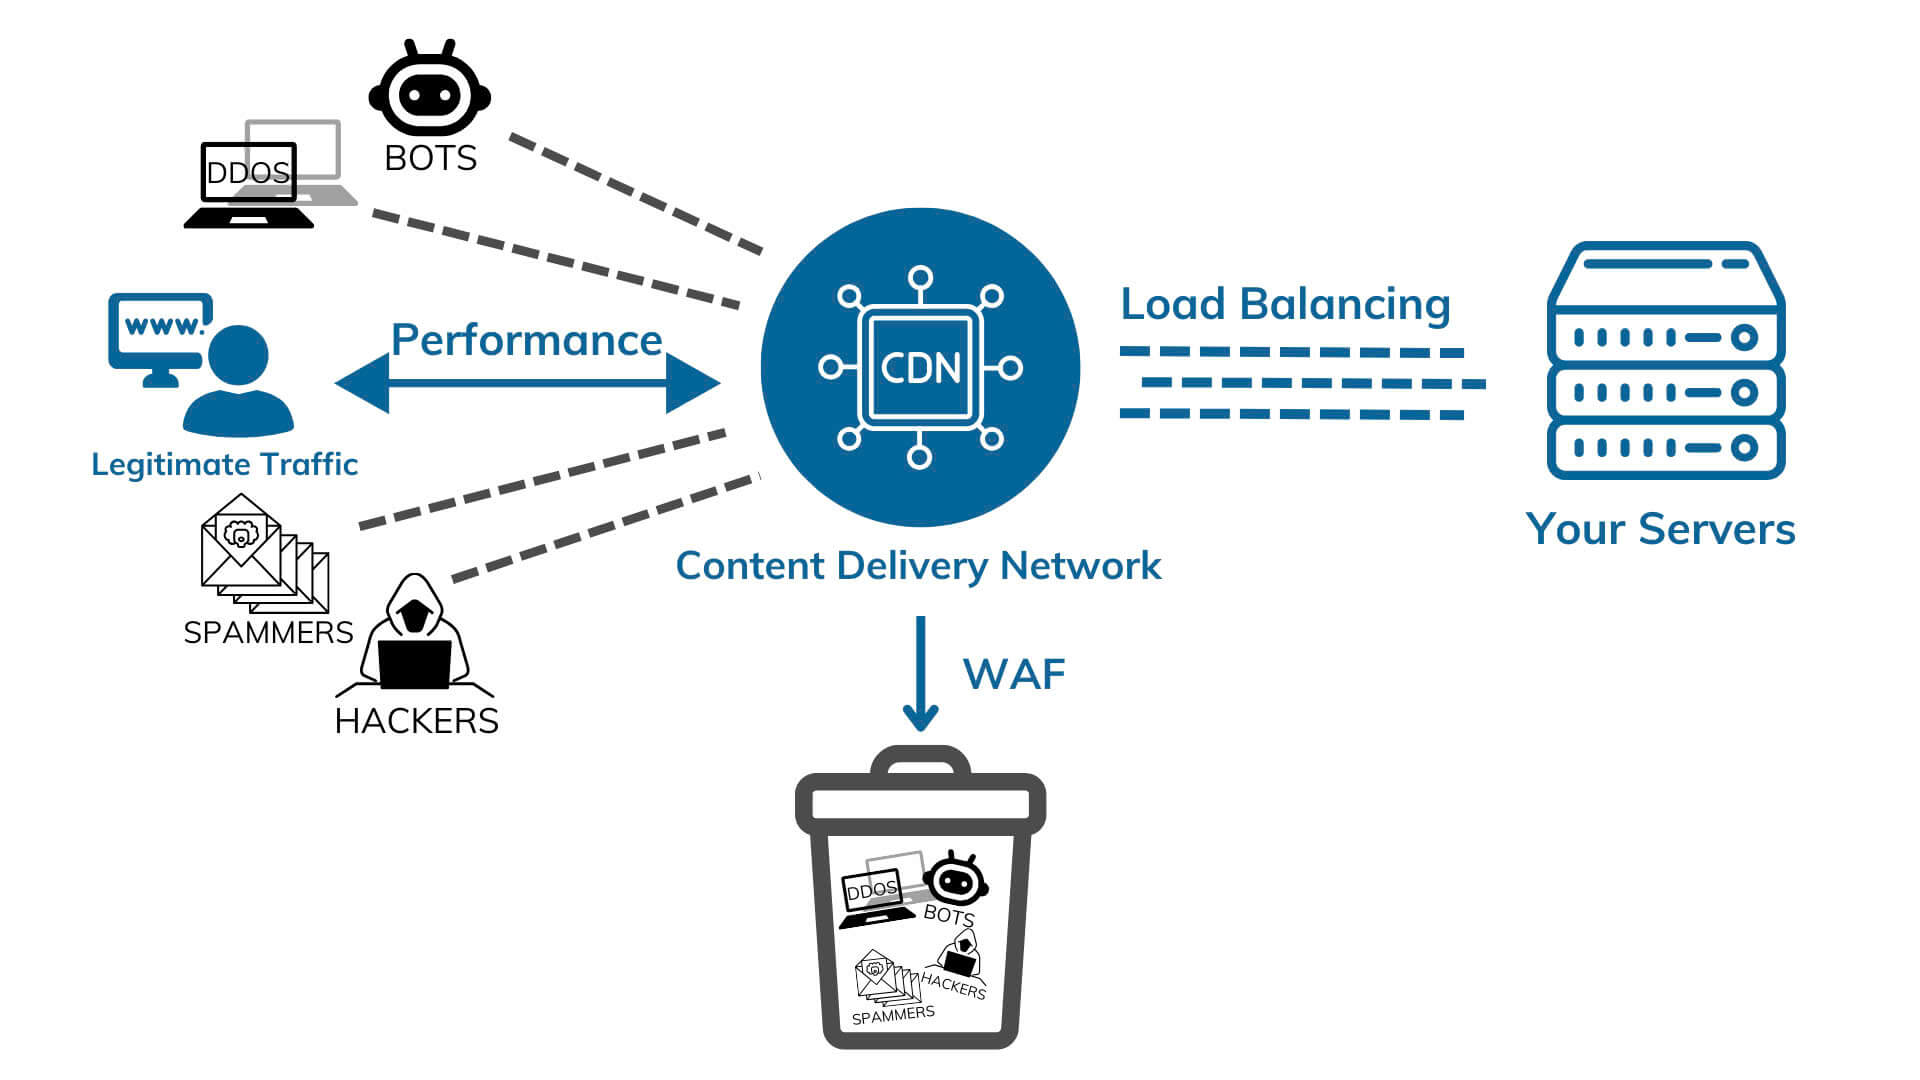 BOTS
DDOS
www.
Performance
Legitimate Traffic
CDN
Load Balancing
Your Servers
Content Delivery Network
SPAMMERS
HACKERS
WAF
DDOS
BOTS
HACKERS
SPAMMERS